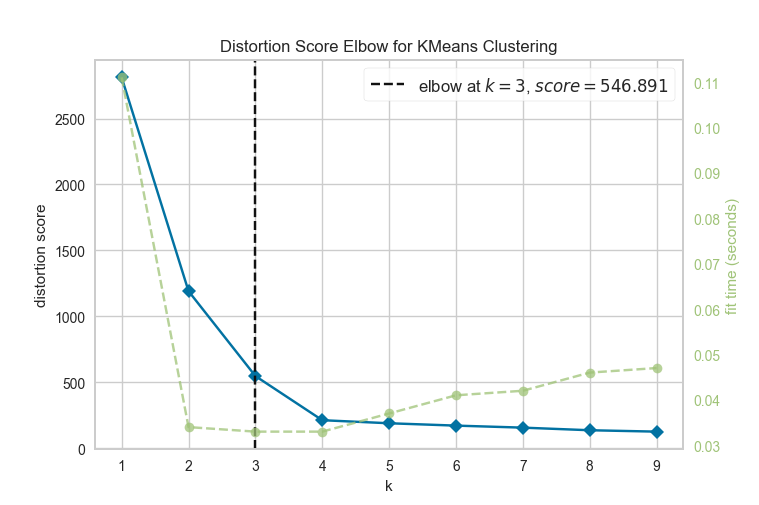 Distortion Score Elbow for KMeans Clustering
elbow at k = 3, score = 546.891
distortion score
2500
2000
1500
1000
500
0
1 2 3 4 5 6 7 8 9
k
0.11
0.10
0.09
0.08
0.07
0.06
0.05
0.04
0.03
fit time (seconds)